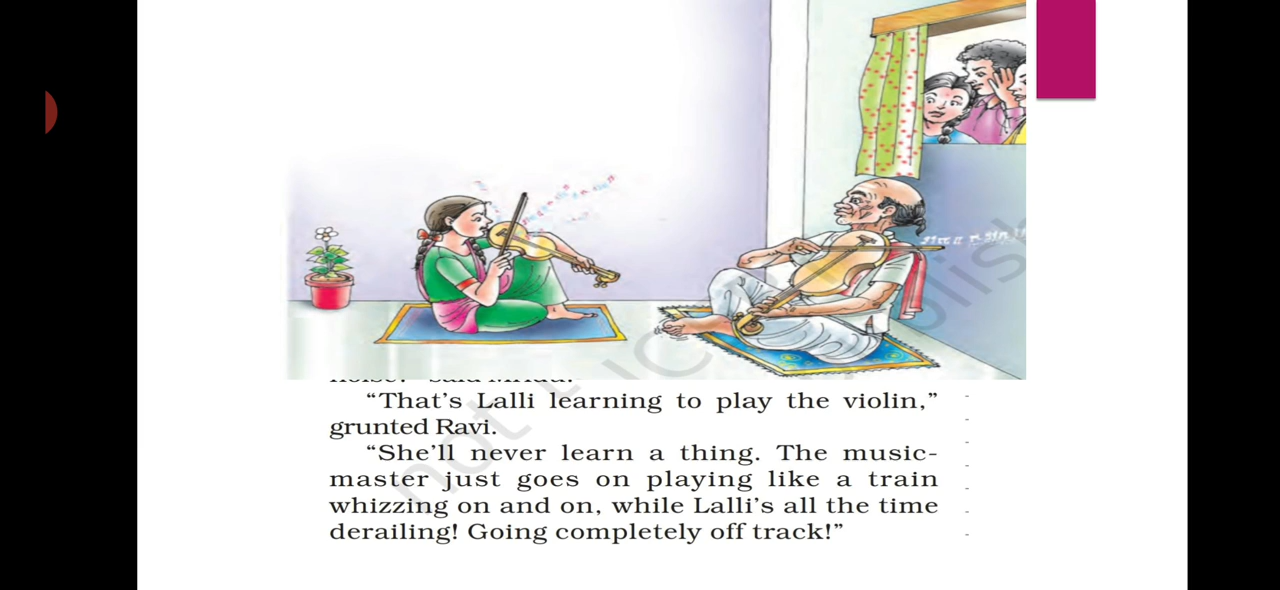 “That’s Lalli learning to play the violin,”
grunted Ravi.
“She’ll never learn a thing. The music-
master just goes on playing like a train
whizzing on and on, while Lalli’s all the time
derailing! Going completely off track!”